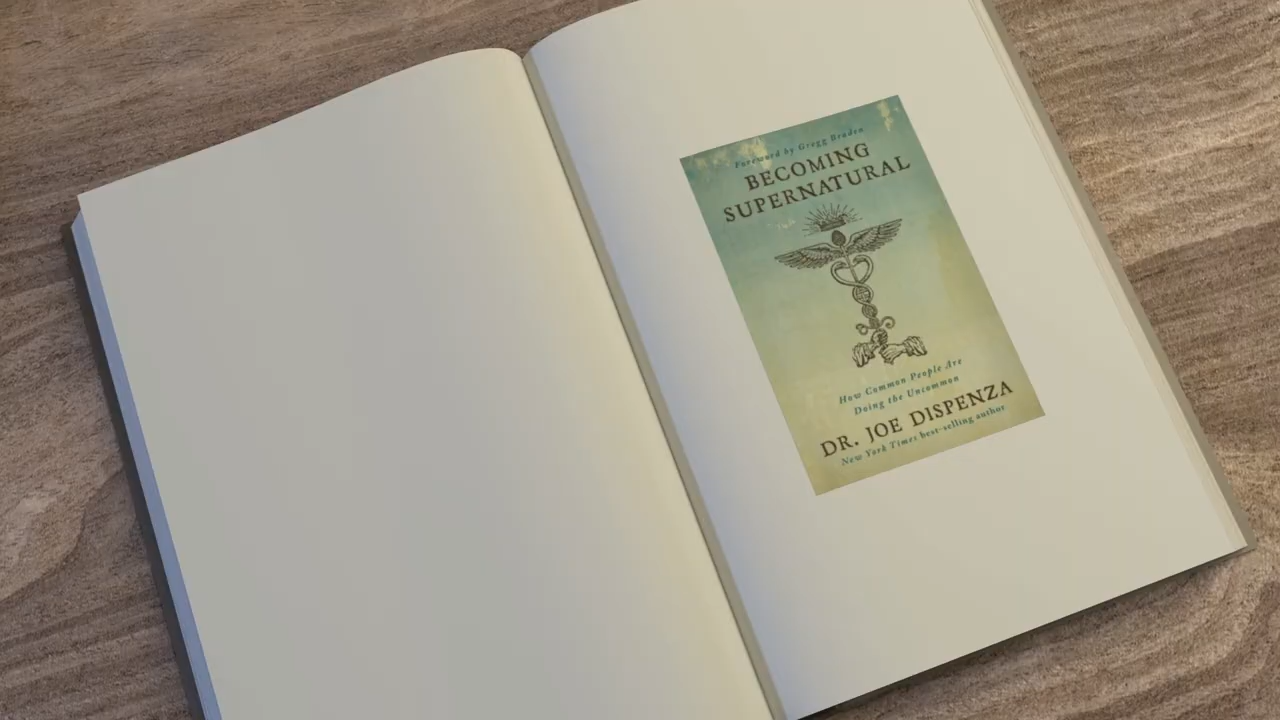 Foreword by Gregg Braden
BECOMING
SUPERNATURAL
How Common People Are
Doing the Uncommon
DR. JOE DISPENZA
New York Times best-selling author